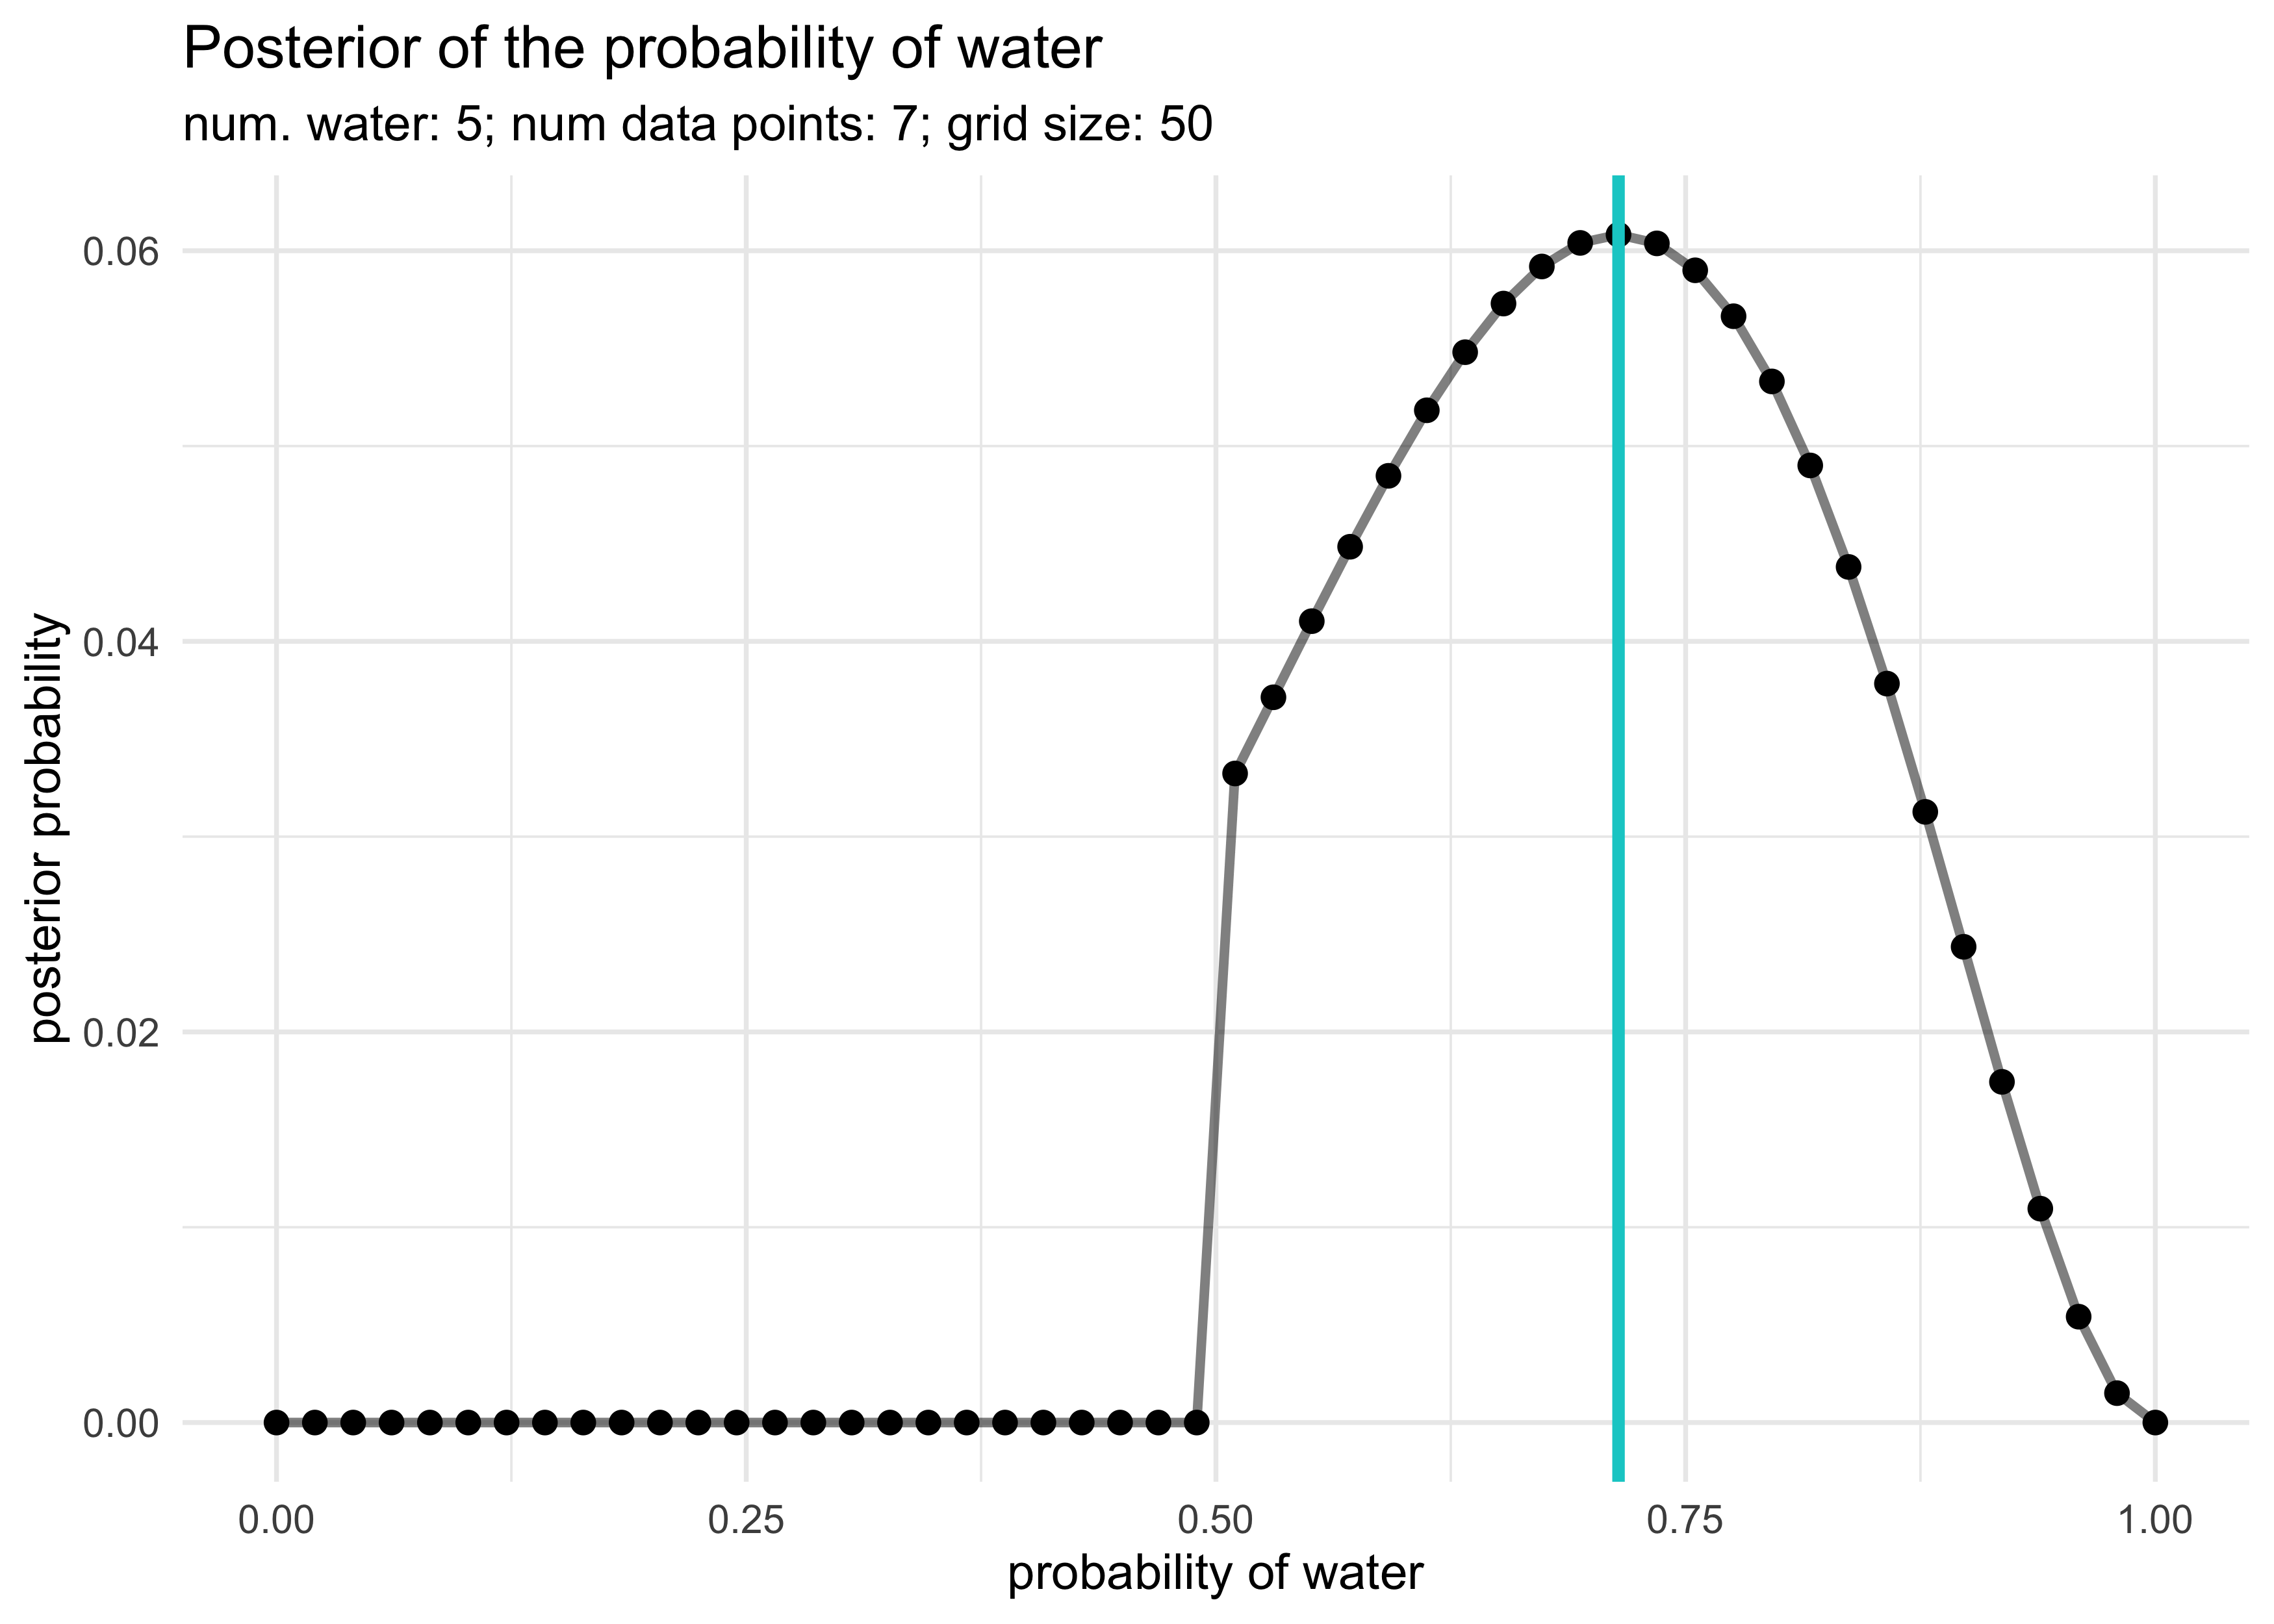 Posterior of the probability of water
num. water: 5; num data points: 7; grid size: 50
posterior probability
0.06
0.04
0.02
0.00
0.00 0.25 0.50 0.75 1.00
probability of water